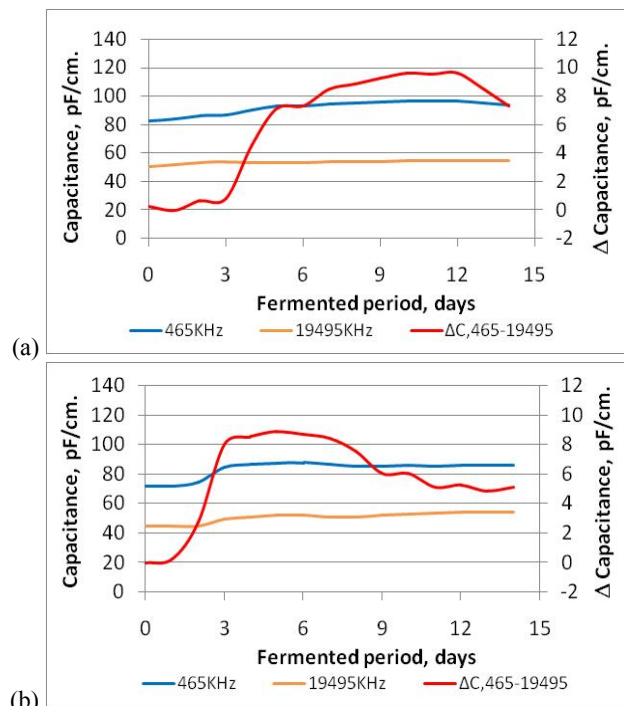 140
120
100
80
60
40
20
0
Capacitance, pF/cm.
12
10
8
6
4
2
0
-2
Δ Capacitance, pF/cm.
0 3 6 9 12 15
Fermented period, days
465KHz 19495KHz ΔC,465-19495
(a)
140
120
100
80
60
40
20
0
Capacitance, pF/cm.
12
10
8
6
4
2
0
-2
Δ Capacitance, pF/cm.
0 3 6 9 12 15
Fermented period, days
465KHz 19495KHz ΔC,465-19495
(b)